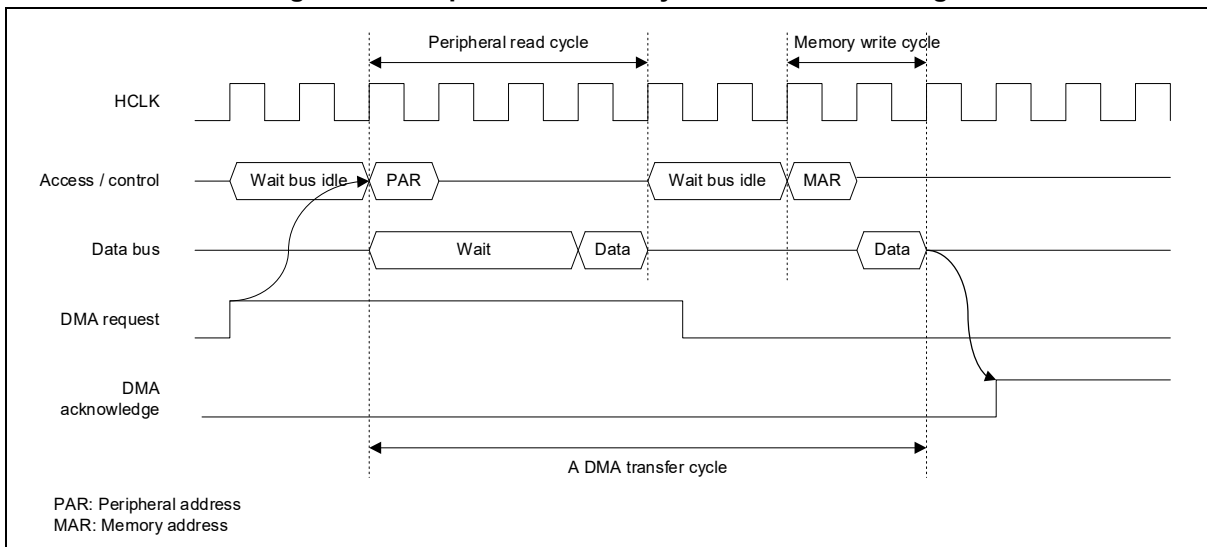 Peripheral read cycle
Memory write cycle
HCLK
Access / control
Wait bus idle
PAR
Wait bus idle
MAR
Data bus
Wait
Data
Data
DMA request
DMA
acknowledge
A DMA transfer cycle
PAR: Peripheral address
MAR: Memory address